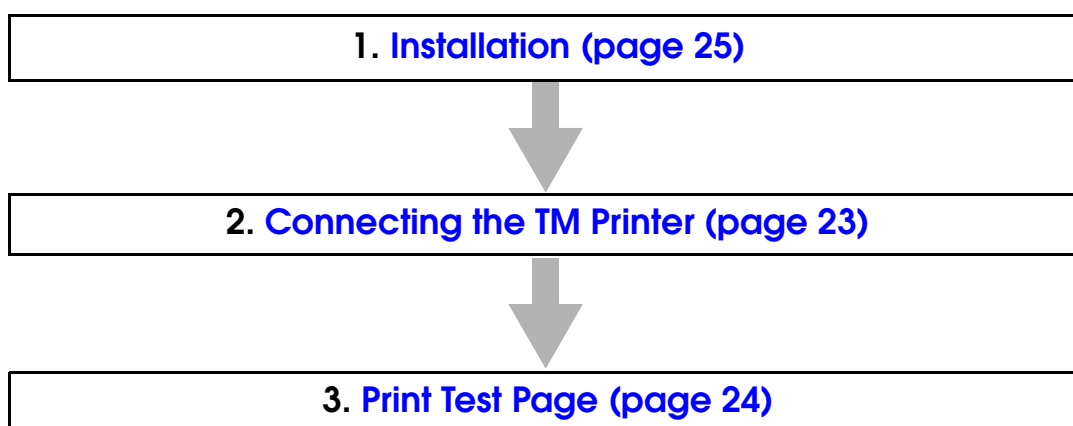 1. Installation (page 25)
2. Connecting the TM Printer (page 23)
3. Print Test Page (page 24)